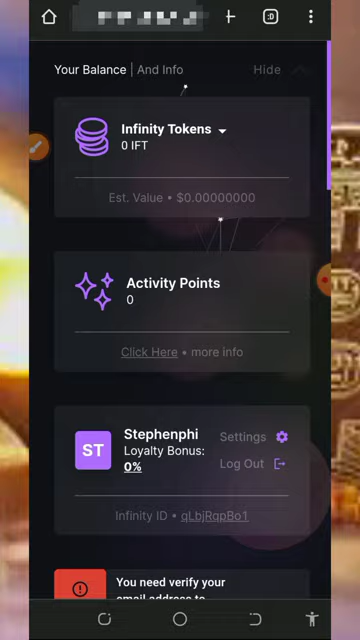 :D
Your Balance | And Info
Hide
Infinity Tokens
0 IFT
Est. Value • $0.00000000
Activity Points
0
Click Here • more info
ST
Stephenphi
Loyalty Bonus:
0%
Settings
Log Out
Infinity ID • qLbjRqpBo1
You need verify your
email address to